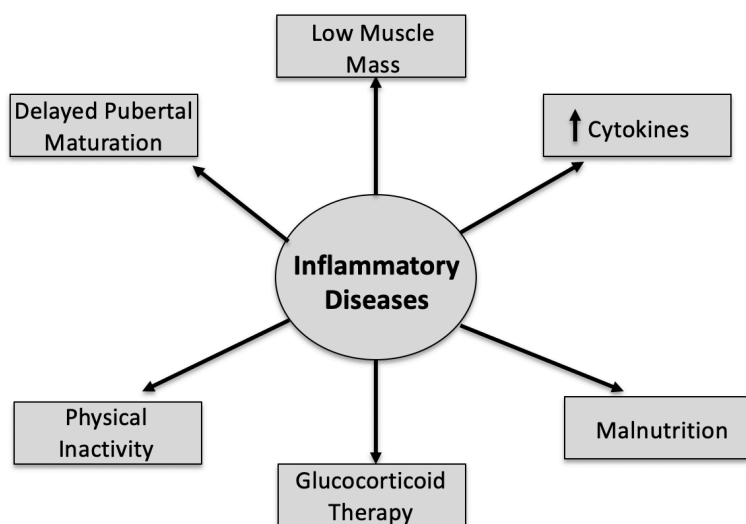 Low Muscle
Mass
Delayed Pubertal
Maturation
Cytokines
Inflammatory
Diseases
Physical
Inactivity
Malnutrition
Glucocorticoid
Therapy